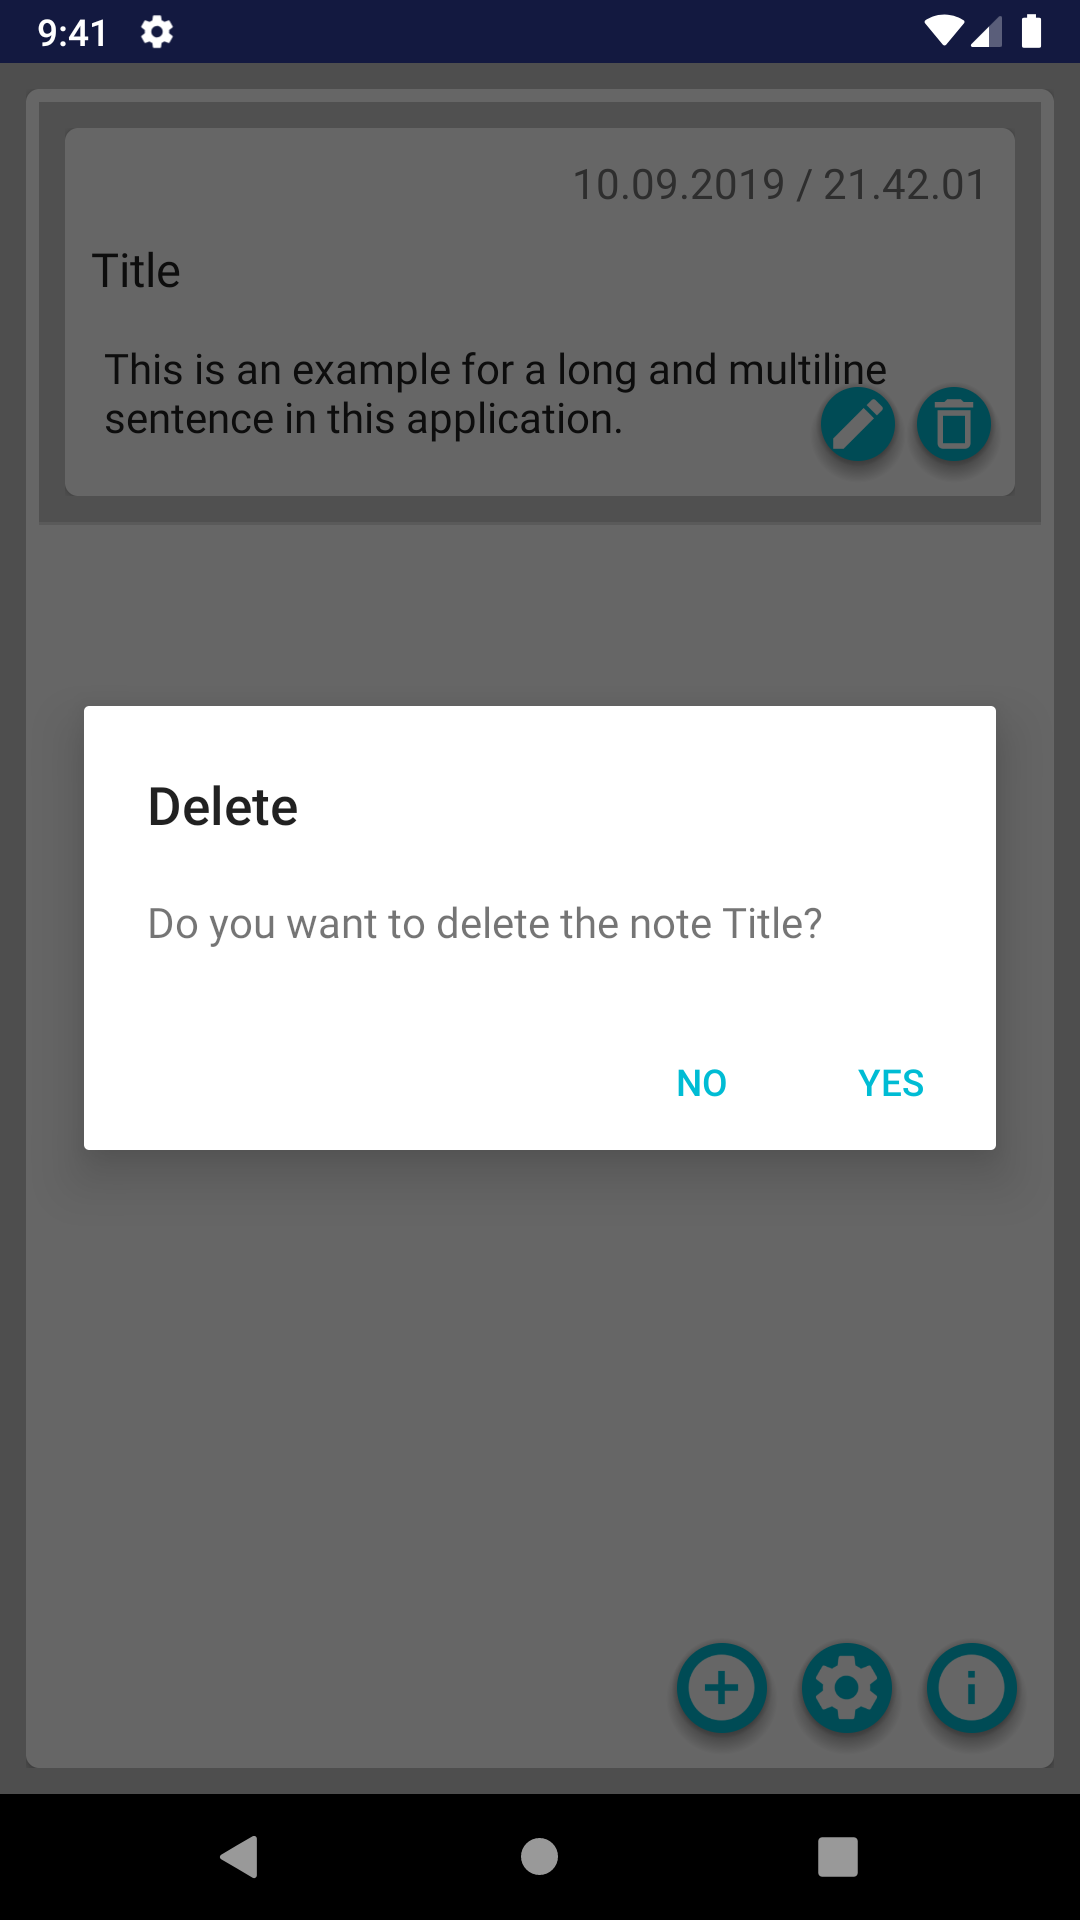 9:41
10.09.2019 / 21.42.01
Title
This is an example for a long and multiline
sentence in this application.
Delete
Do you want to delete the note Title?
NO YES